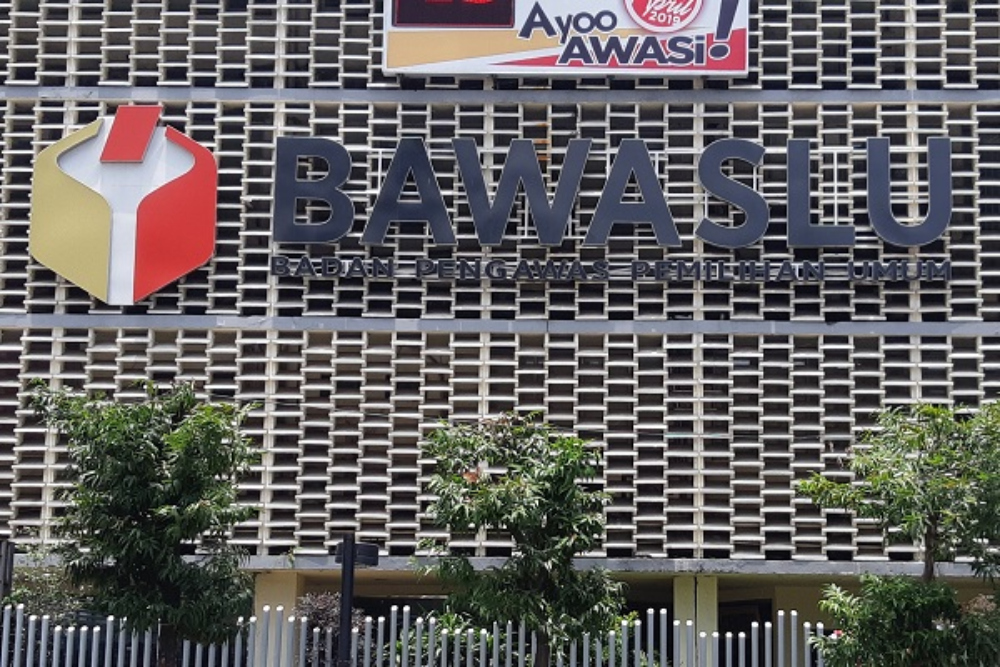 Ayoo
AWASi!
2019
BAWASLU
BADAN PENGAWAS PEMILIHAN UMUM